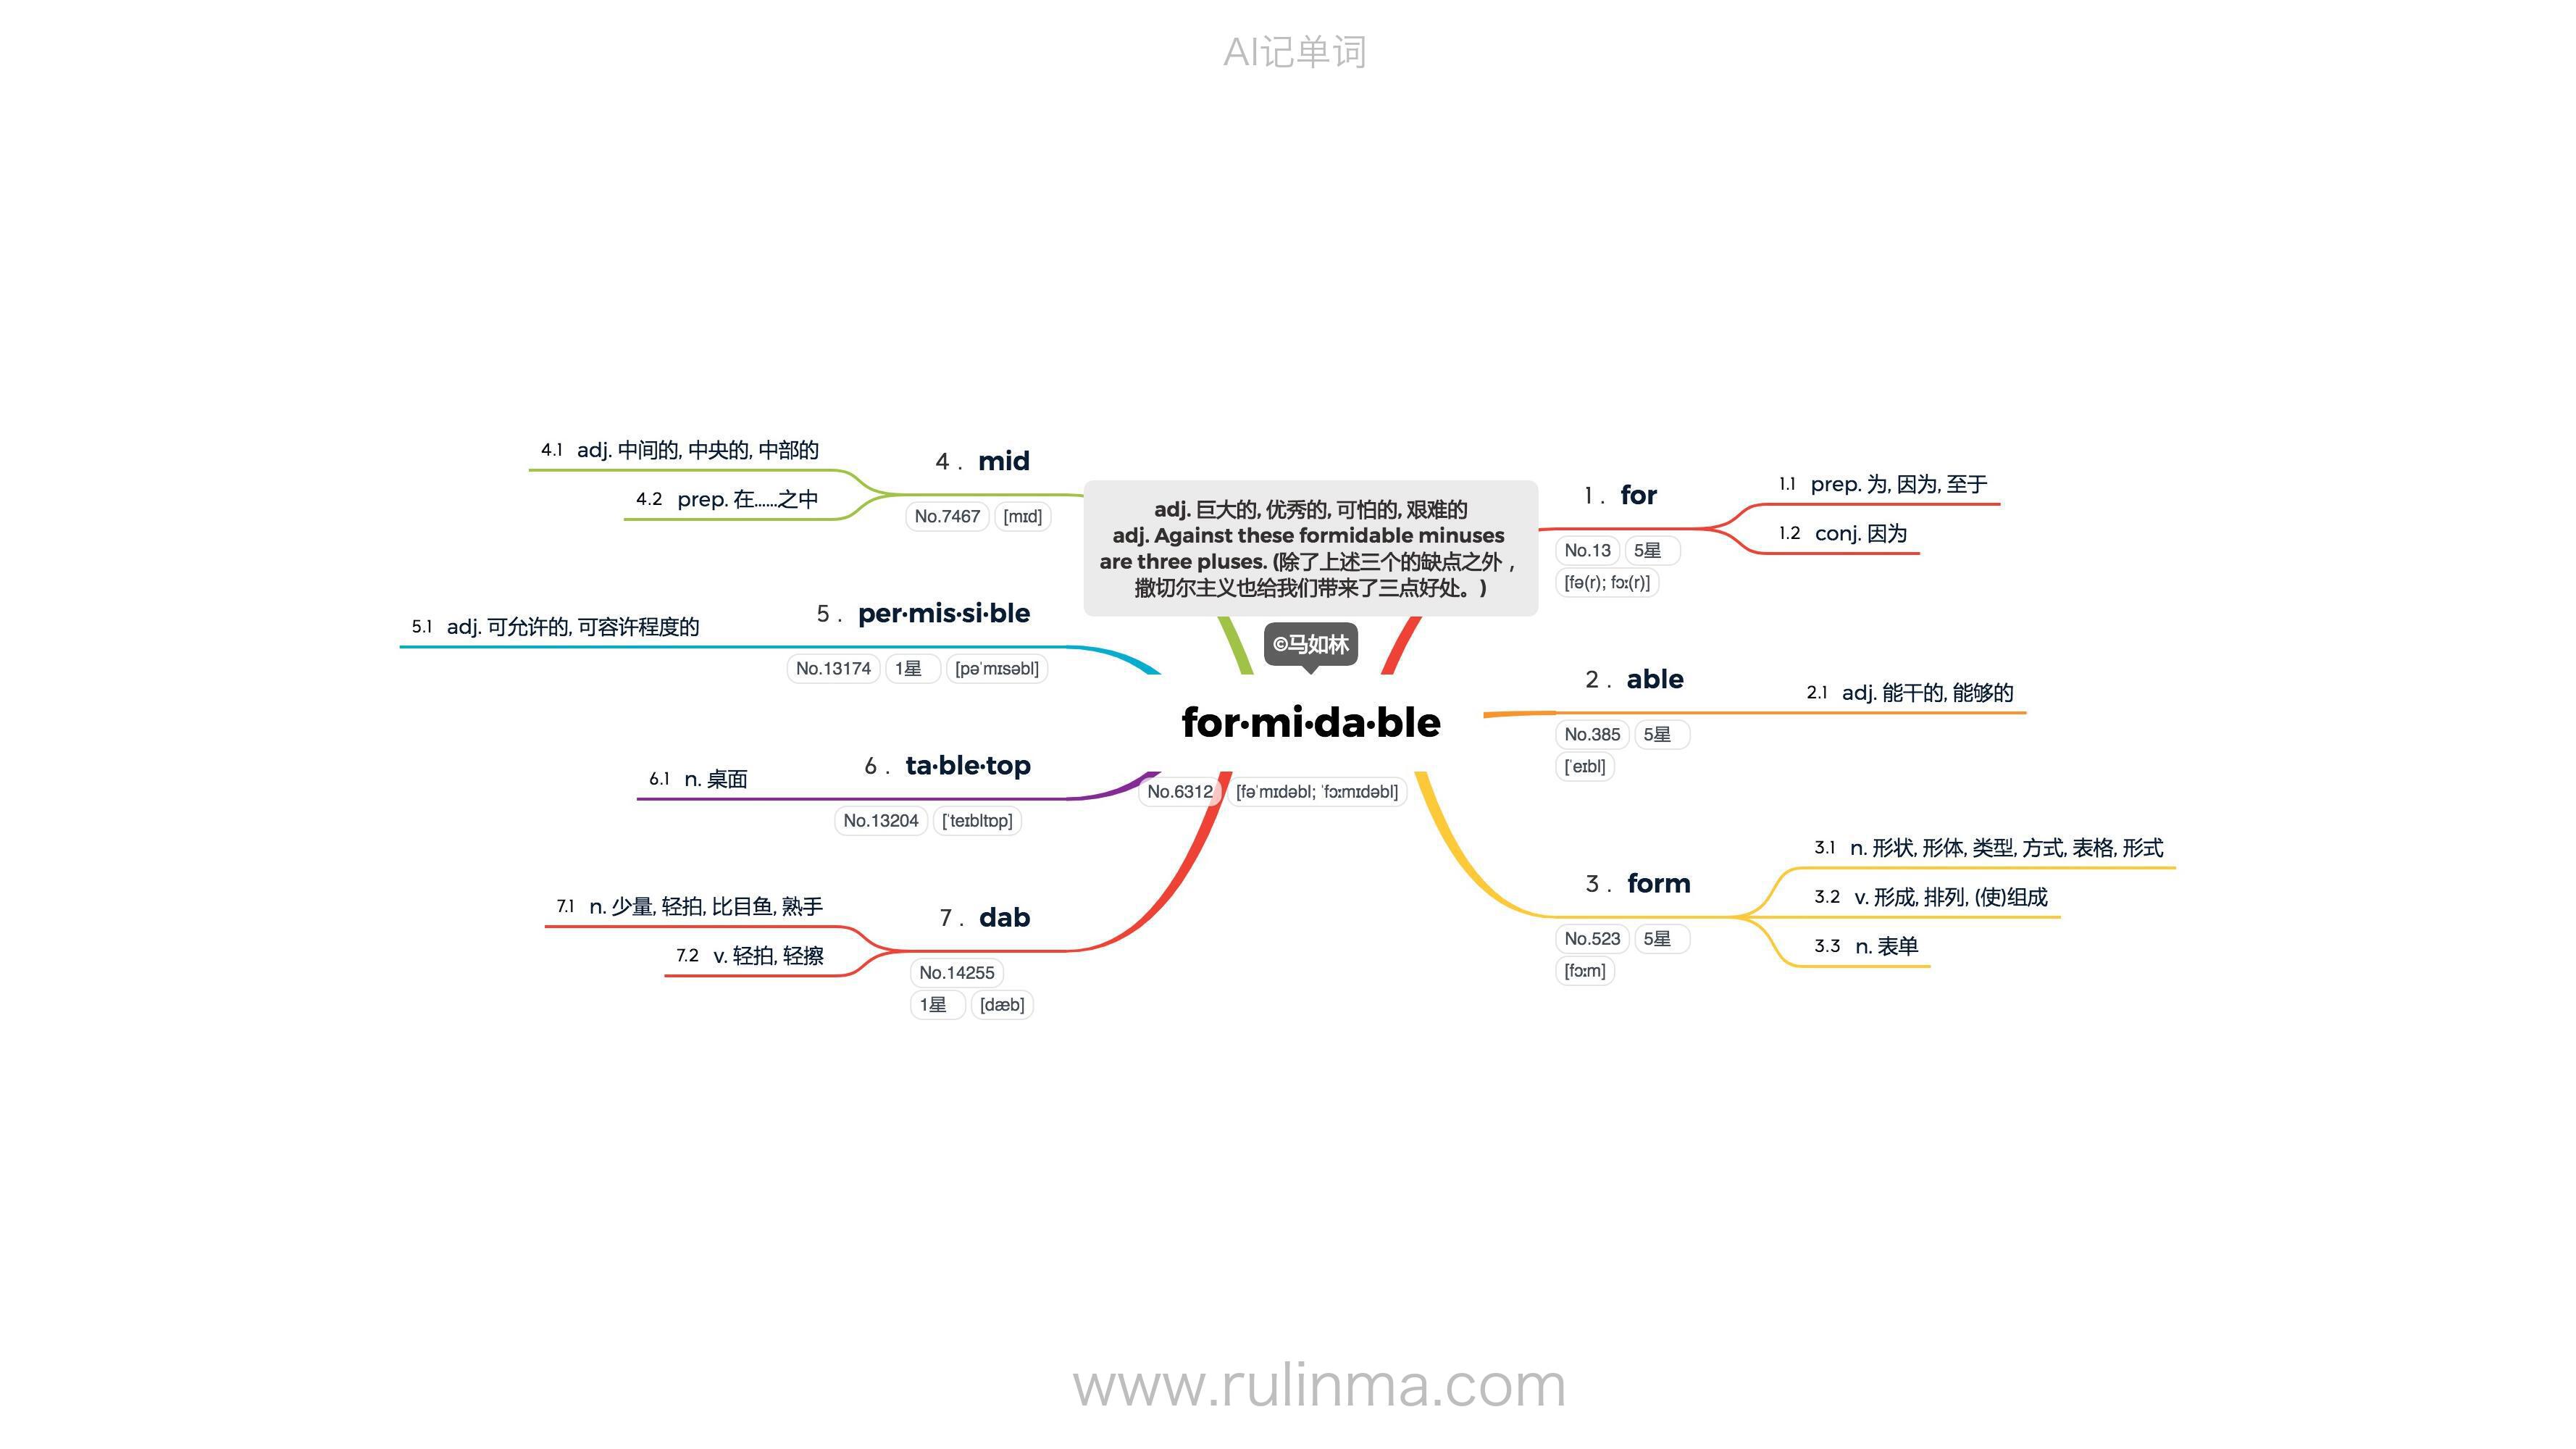 AI记单词
adj. 巨大的, 优秀的, 可怕的, 艰难的
adj. Against these formidable minuses
are three pluses. (除了上述三个的缺点之外，
撒切尔主义也给我们带来了三点好处。)
©马如林
for·mi·da·ble
No.6312 [fəˈmɪdəbl; ˈfɔːmɪdəbl]
1 . for
No.13 5星
[fə(r); fɔː(r)]
1.1 prep. 为, 因为, 至于
1.2 conj. 因为
2 . able
No.385 5星
[ˈeɪbl]
2.1 adj. 能干的, 能够的
3 . form
No.523 5星
[fɔːm]
3.1 n. 形状, 形体, 类型, 方式, 表格, 形式
3.2 v. 形成, 排列, (使)组成
3.3 n. 表单
4 . mid
No.7467 [mɪd]
4.1 adj. 中间的, 中央的, 中部的
4.2 prep. 在……之中
5 . per·mis·si·ble
No.13174 1星 [pəˈmɪsəbl]
5.1 adj. 可允许的, 可容许程度的
6 . ta·ble·top
No.13204 [ˈteɪbltɒp]
6.1 n. 桌面
7 . dab
No.14255
1星 [dæb]
7.1 n. 少量, 轻拍, 比目鱼, 熟手
7.2 v. 轻拍, 轻擦
www.rulinma.com